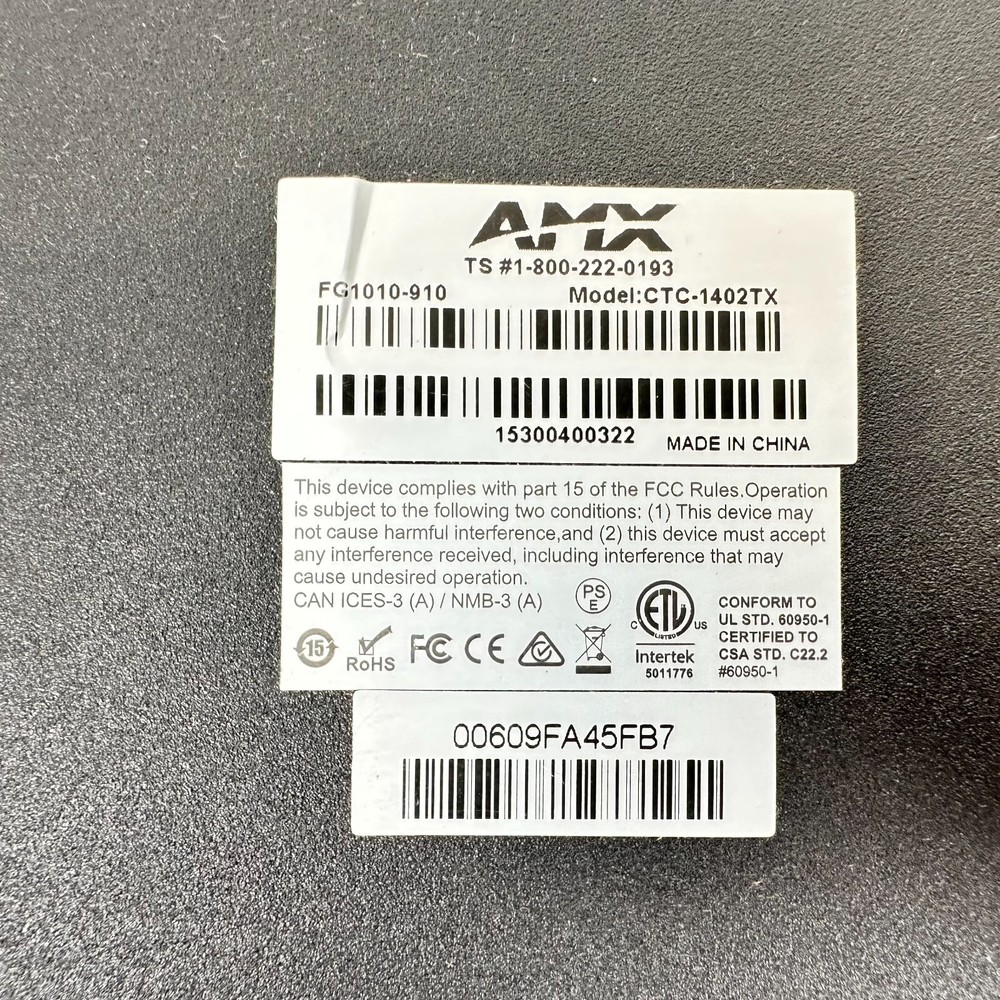 AMX
TS #1-800-222-0193
FG1010-910 Model:CTC-1402TX
15300400322 MADE IN CHINA
This device complies with part 15 of the FCC Rules.Operation
is subject to the following two conditions: (1) This device may
not cause harmful interference,and (2) this device must accept
any interference received, including interference that may
cause undesired operation.
CAN ICES-3 (A) / NMB-3 (A)
PS
E
15 RoHS FC CE
C ETL US
LISTED
Intertek
5011776
CONFORM TO
UL STD. 60950-1
CERTIFIED TO
CSA STD. C22.2
#60950-1
00609FA45FB7